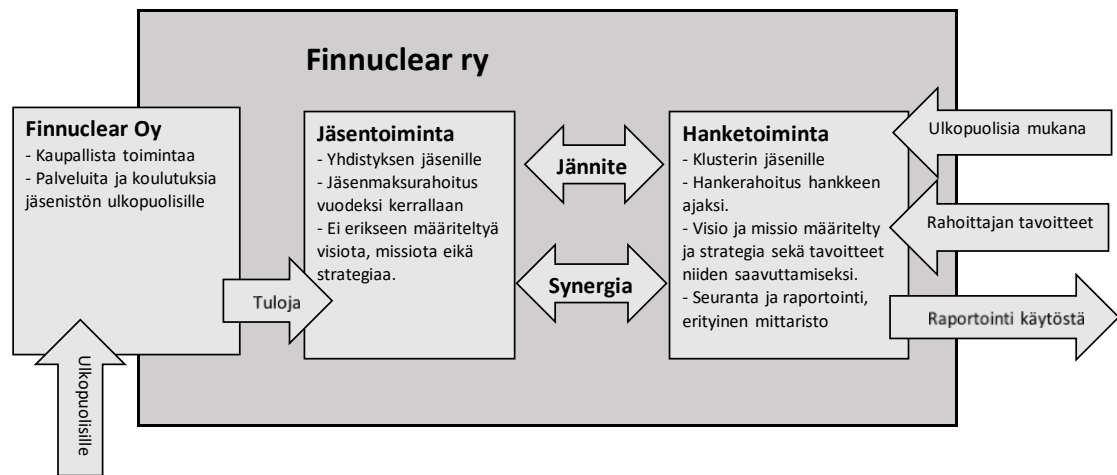 Finnuclear ry
Finnuclear Oy
- Kaupallista toimintaa
- Palveluita ja koulutuksia
jäsenistön ulkopuolisille
Tuloja
Ulkopuolisille
Jäsentoiminta
- Yhdistyksen jäsenille
- Jäsenmaksurahoitus
vuodeksi kerrallaan
- Ei erikseen määriteltyä
visiota, missiota eikä
strategiaa.
Jännite
Synergia
Hanketoiminta
- Klusterin jäsenille
- Hankerahoitus hankkeen
ajaksi.
- Visio ja missio määritelty
ja strategia sekä tavoitteet
niiden saavuttamiseksi.
- Seuranta ja raportointi,
erityinen mittaristo
Ulkopuolisia mukana
Rahoittajan tavoitteet
Raportointi käytöstä